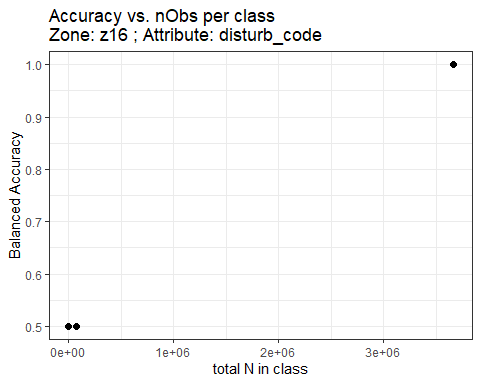 Accuracy vs. nObs per class
Zone: z16 ; Attribute: disturb_code
Balanced Accuracy
1.0
0.9
0.8
0.7
0.6
0.5
0e+00 1e+06 2e+06 3e+06
total N in class